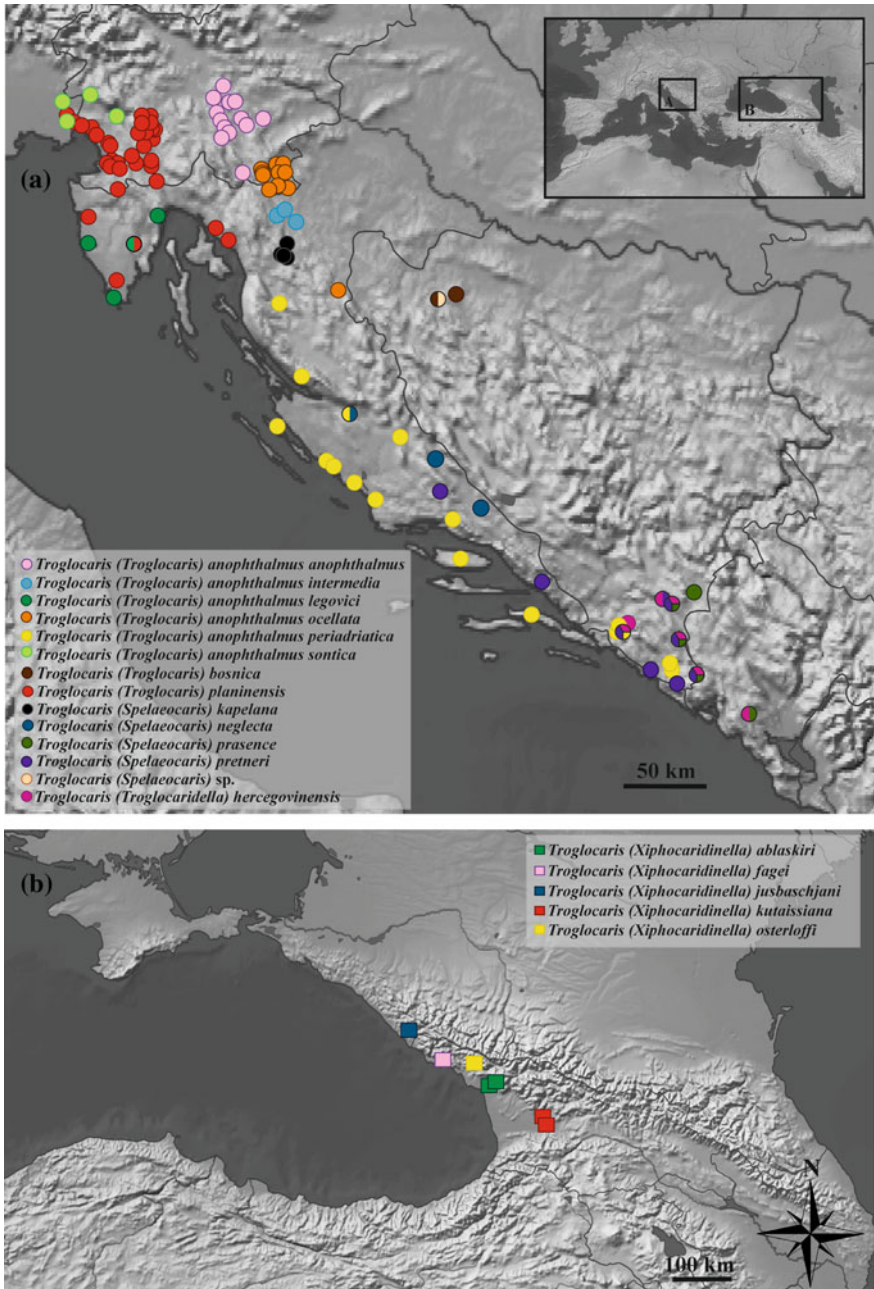 (a)
A
B
Troglocaris (Troglocaris) anophthalmus anophthalmus
Troglocaris (Troglocaris) anophthalmus intermedia
Troglocaris (Troglocaris) anophthalmus legovici
Troglocaris (Troglocaris) anophthalmus ocellata
Troglocaris (Troglocaris) anophthalmus periadriatica
Trogloearis (Troglocaris) anophthalmus sontica
Troglocaris (Troglocaris) bosnica
Troglocaris (Troglocaris) planinensis
Troglocaris (Spelaeocaris) kapelana
Troglocaris (Spelaeocaris) neglecta
Troglocaris (Spelaeocaris) prasence
Troglocaris (Spelaeocaris) pretneri
Troglocaris (Spelaeocaris) sp.
Troglocaris (Troglocaridella) hercegovinensis
50 km
(b)
Troglocaris (Xiphocaridinella) ablaskiri
Troglocaris (Xiphocaridinella) fagei
Troglocaris (Xiphocaridinella) jusbaschjani
Troglocaris (Xiphocaridinella) kutaissiana
Troglocaris (Xiphocaridinella) osterloffi
N
100 km